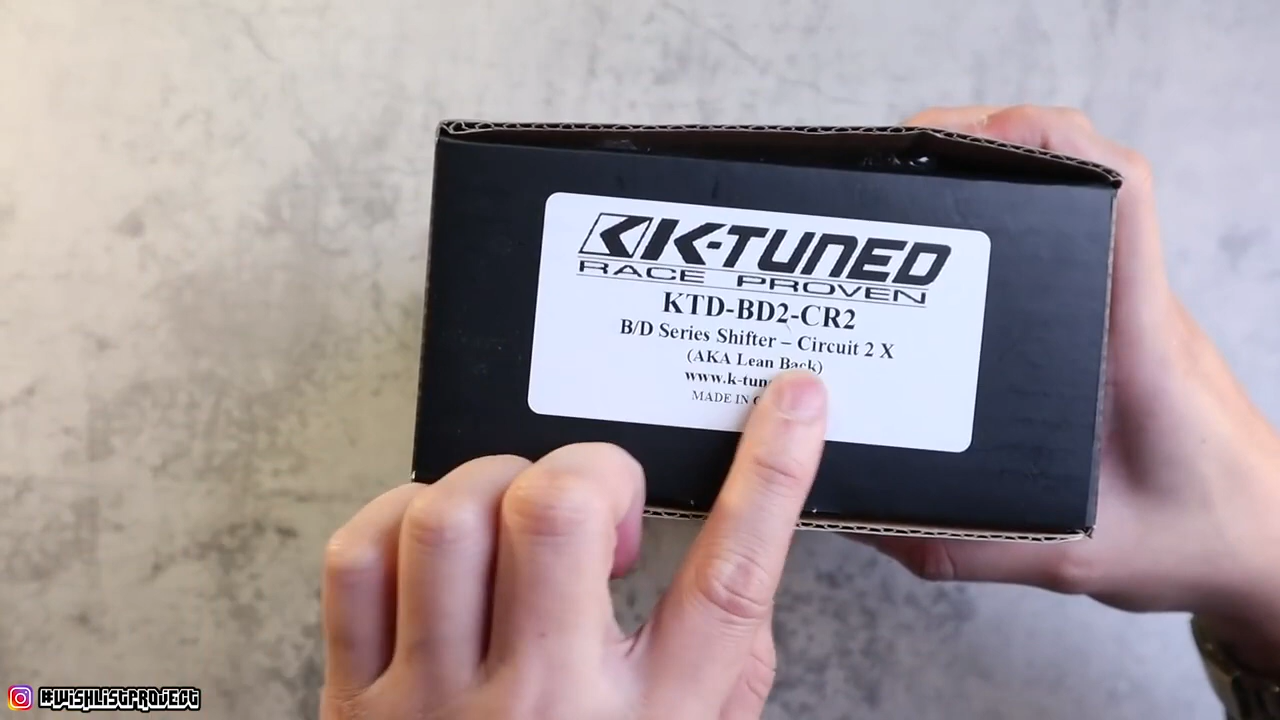 K-TUNED
RACE PROVEN
KTD-BD2-CR2
B/D Series Shifter – Circuit 2 X
(AKA Lean Back)
MADE IN
#WISHLISTPROJECT